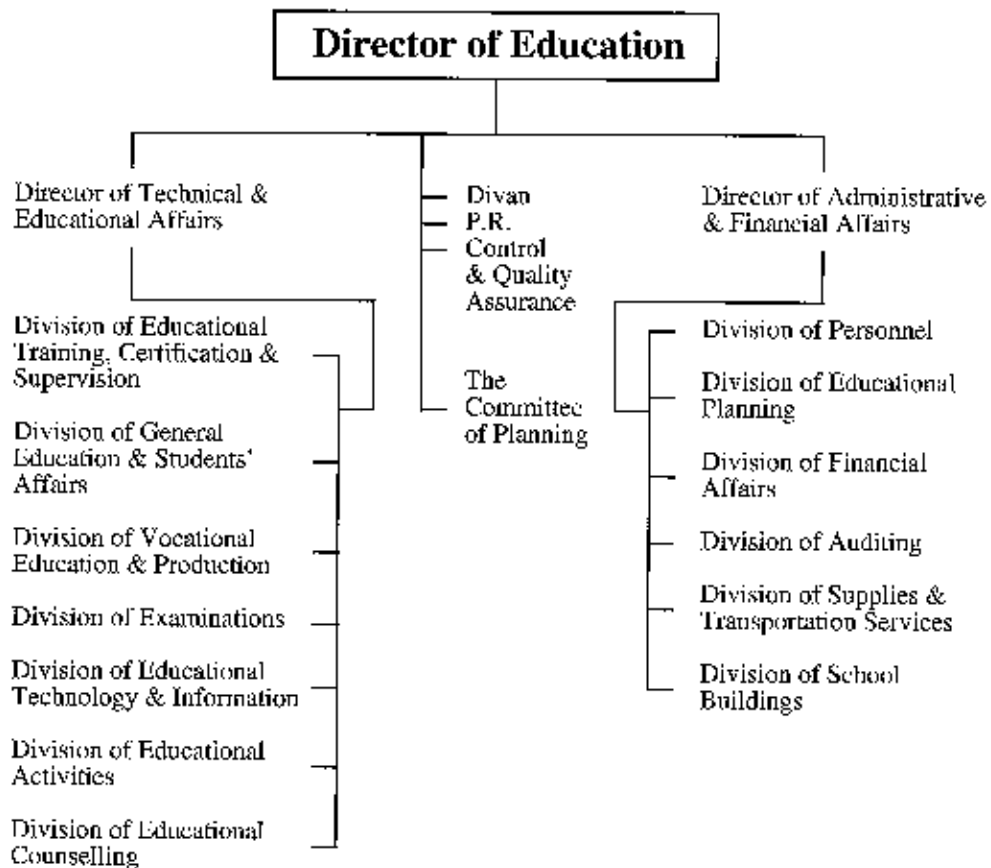 Director of Education
Director of Technical &
Educational Affairs
Divan
P.R.
Control
& Quality
Assurance
The
Committee
of Planning
Director of Administrative
& Financial Affairs
Division of Educational
Training, Certification &
Supervision
Division of General
Education & Students'
Affairs
Division of Vocational
Education & Production
Division of Examinations
Division of Educational
Technology & Information
Division of Educational
Activities
Division of Educational
Counselling
Division of Personnel
Division of Educational
Planning
Division of Financial
Affairs
Division of Auditing
Division of Supplies &
Transportation Services
Division of School
Buildings